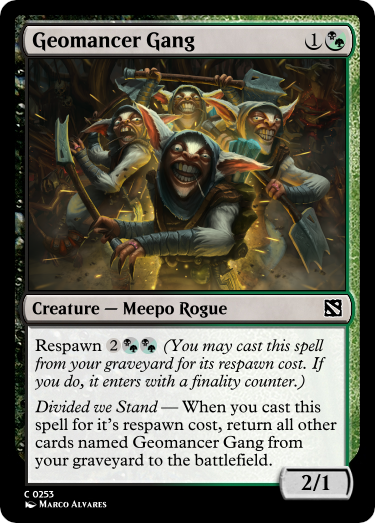 Geomancer Gang 1
Creature — Meepo Rogue
Respawn 2 (You may cast this spell
from your graveyard for its respawn cost. If
you do, it enters with a finality counter.)
Divided we Stand — When you cast this
spell for it's respawn cost, return all other
cards named Geomancer Gang from
your graveyard to the battlefield.
2/1
C 0253
Marco Alvares